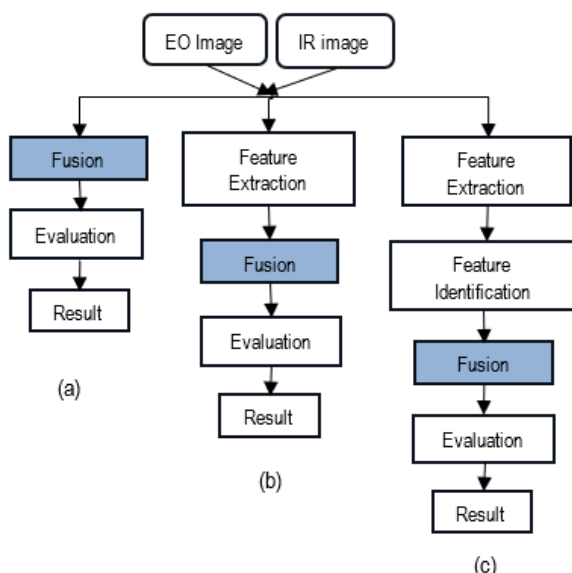 EO Image
IR image
Fusion
Evaluation
Result
(a)
Feature
Extraction
Fusion
Evaluation
Result
(b)
Feature
Extraction
Feature
Identification
Fusion
Evaluation
Result
(c)